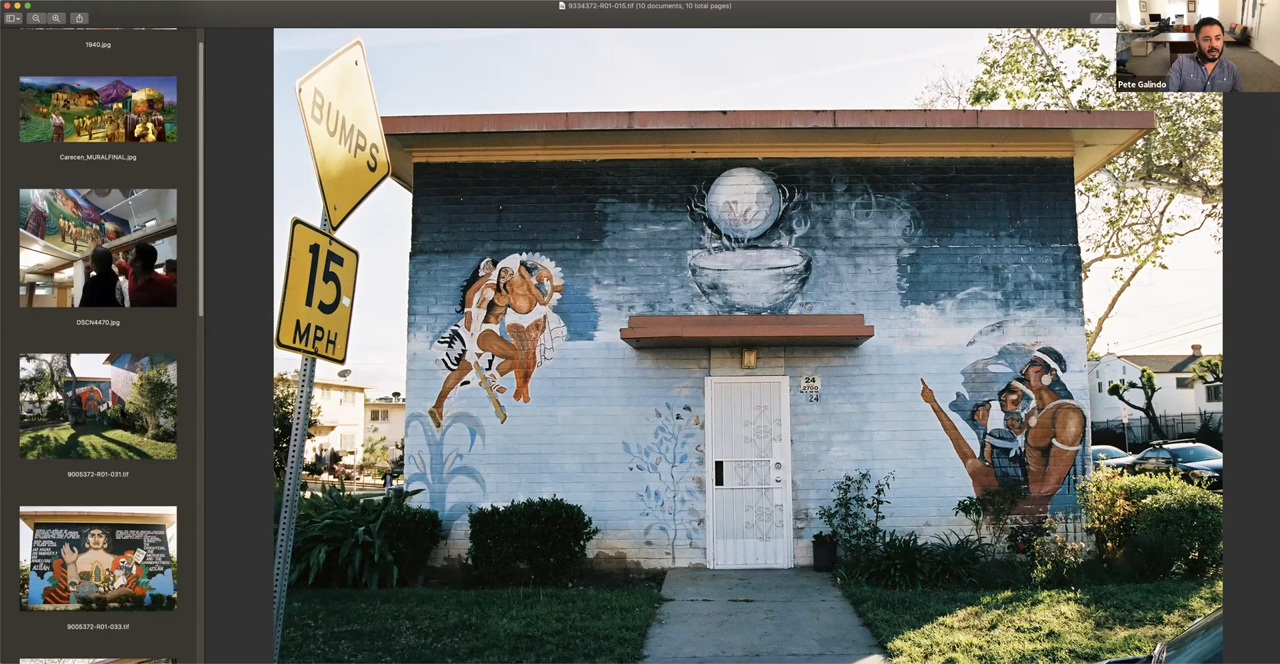 9334372-R01-015.tif (10 documents, 10 total pages)
1940.jpg
Carecen_MURALFINAL.jpg
DSCN4470.jpg
9005372-R01-031.tif
9005372-R01-033.tif
BUMPS
15
MPH
24
2700
24
Pete Galindo